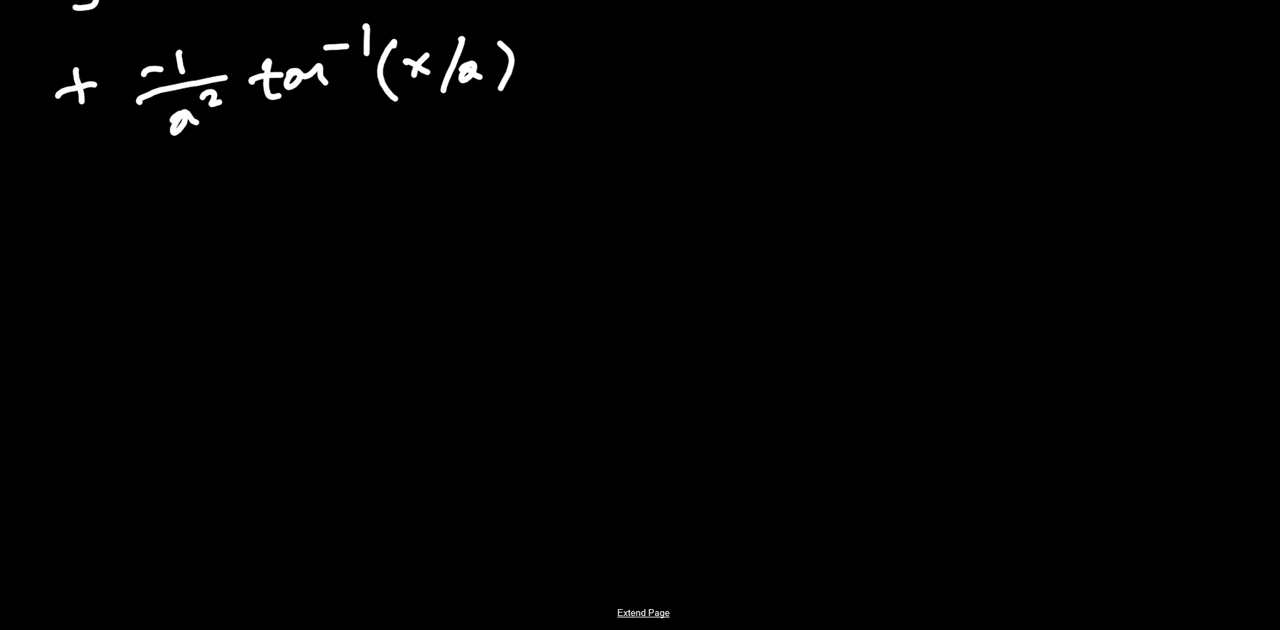 + -1/a² tan⁻¹(x/a)
Extend Page